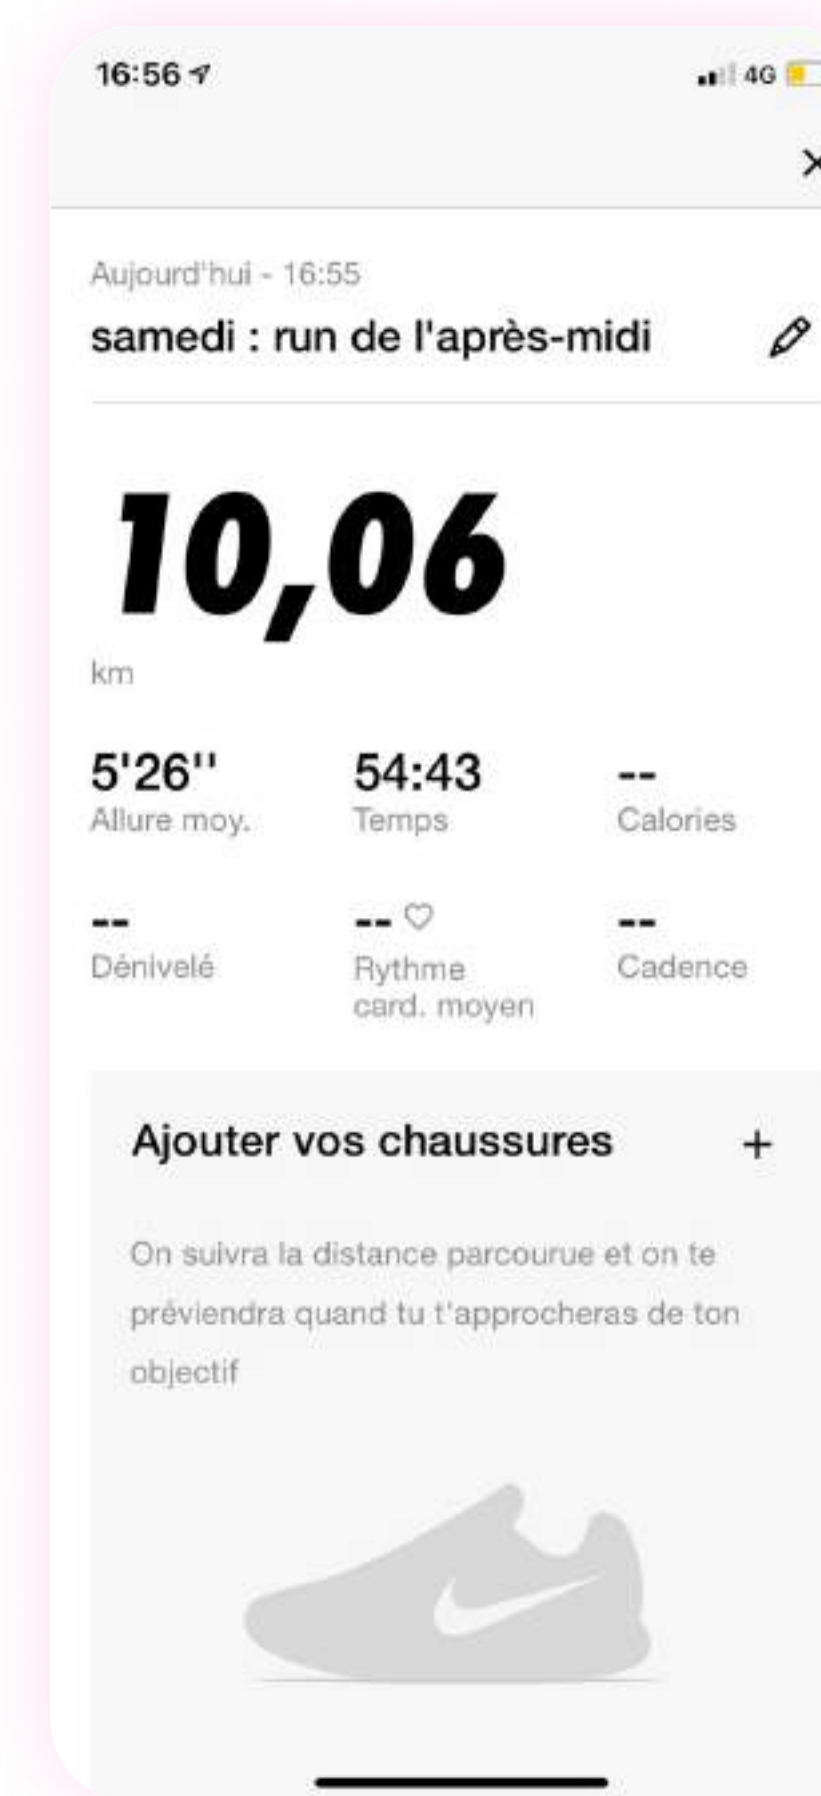 16:56
4G
Aujourd'hui - 16:55
samedi : run de l'après-midi
10,06
km
5'26'' 54:43 --
Allure moy. Temps Calories
-- -- --
Dénivelé Rythme Cadence
card. moyen
Ajouter vos chaussures +
On suivra la distance parcourue et on te
préviendra quand tu t'approcheras de ton
objectif